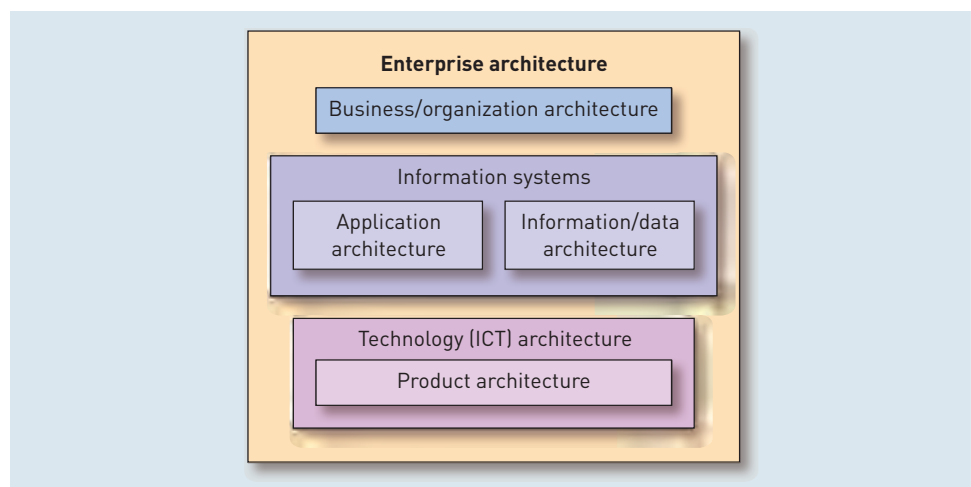 Enterprise architecture
Business/organization architecture
Information systems
Application
architecture
Information/data
architecture
Technology (ICT) architecture
Product architecture